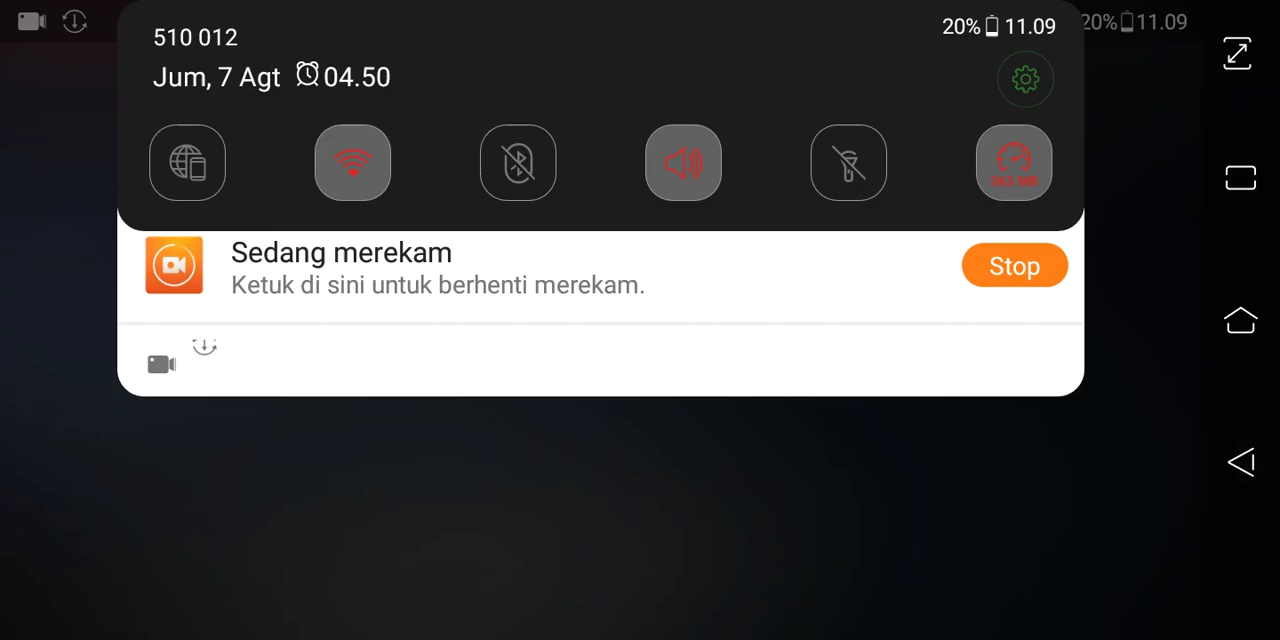 510 012
20% 11.09
20% 11.09
Jum, 7 Agt 04.50
Sedang merekam
Ketuk di sini untuk berhenti merekam.
Stop